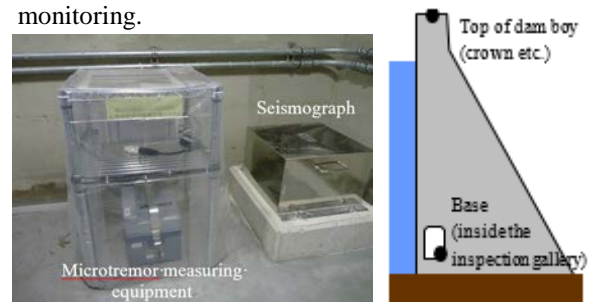 monitoring.
Seismograph
Microtremor measuring
equipment
Top of dam boy
(crown etc.)
Base
(inside the
inspection gallery)